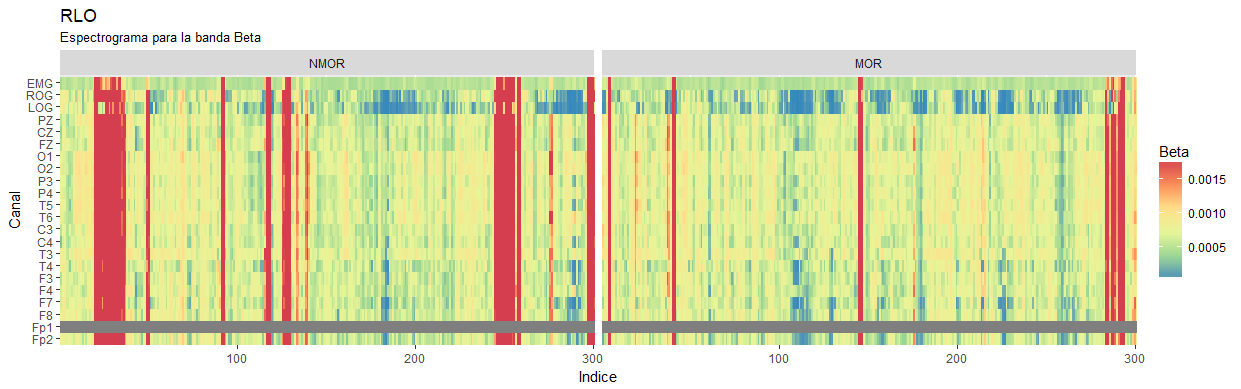 RLO
Espectrograma para la banda Beta
NMOR
MOR
EMG
ROG
LOG
PZ
CZ
FZ
O1
O2
P3
P4
T5
T6
C3
C4
T3
T4
F3
F4
F7
F8
Fp1
Fp2
Canal
100
200
300
100
200
300
Indice
Beta
0.0015
0.0010
0.0005